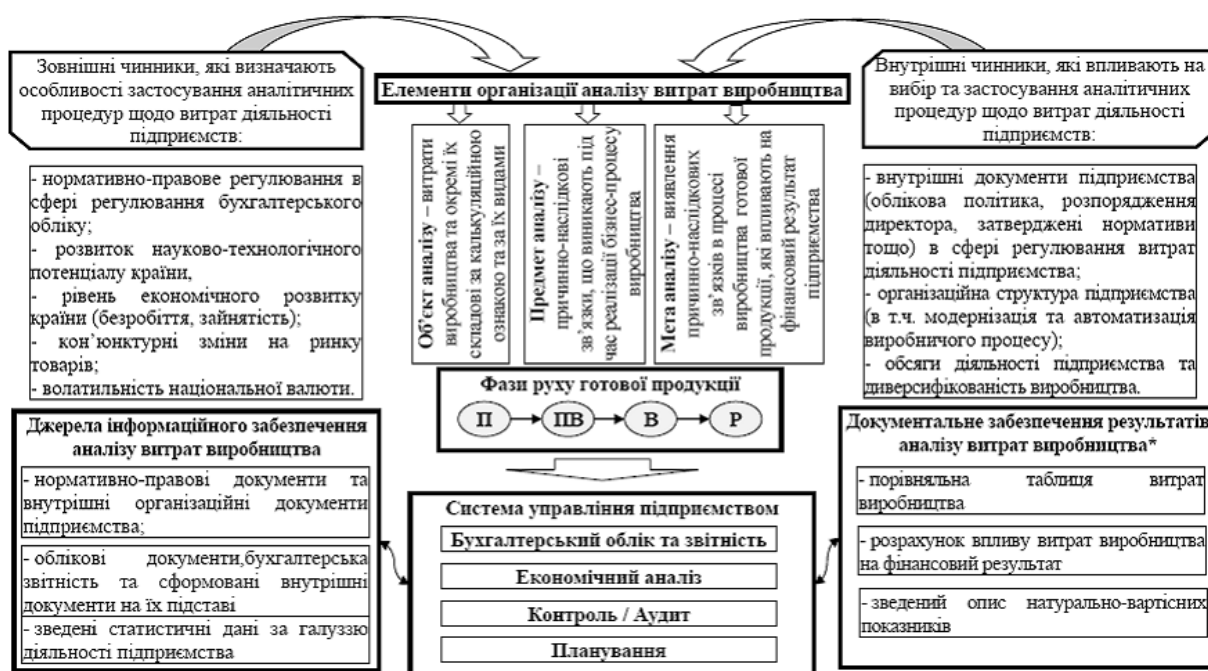 Зовнішні чинники, які визначають
особливості застосування аналітичних
процедур щодо витрат діяльності
підприємств:
- нормативно-правове регулювання в
сфері регулювання бухгалтерського
обліку;
- розвиток науково-технологічного
потенціалу країни,
- рівень економічного розвитку
країни (безробіття, зайнятість);
- кон’юнктурні зміни на ринку
товарів;
- волатильність національної валюти.
Елементи організації аналізу витрат виробництва
Об’єкт аналізу – витрати
виробництва та окремі їх
складові за калькуляційною
ознакою та за їх видами
Предмет аналізу –
причинно-наслідкові
зв’язки, що виникають під
час реалізації бізнес-процесу
виробництва
Мета аналізу – виявлення
причинно-наслідкових
зв’язків в процесі
виробництва готової
продукції, які впливають на
фінансовий результат
підприємства
Внутрішні чинники, які впливають на
вибір та застосування аналітичних
процедур щодо витрат діяльності
підприємств:
- внутрішні документи підприємства
(облікова політика, розпорядження
директора, затверджені нормативи
тощо) в сфері регулювання витрат
діяльності підприємства;
- організаційна структура підприємства
(в т.ч. модернізація та автоматизація
виробничого процесу);
- обсяги діяльності підприємства та
диверсифікованість виробництва.
Фази руху готової продукції
П ПВ В Р
Джерела інформаційного забезпечення
аналізу витрат виробництва
- нормативно-правові документи та
внутрішні організаційні документи
підприємства;
- облікові документи,бухгалтерська
звітність та сформовані внутрішні
документи на їх підставі
- зведені статистичні дані за галуззю
діяльності підприємства
Система управління підприємством
Бухгалтерський облік та звітність
Економічний аналіз
Контроль / Аудит
Планування
Документальне забезпечення результатів
аналізу витрат виробництва*
- порівняльна таблиця витрат
виробництва
- розрахунок впливу витрат виробництва
на фінансовий результат
- зведений опис натурально-вартісних
показників